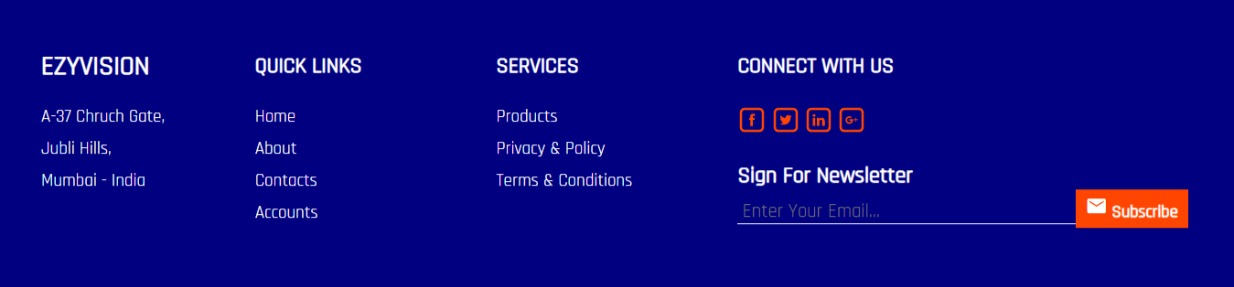 EZYVISION
A-37 Chruch Gate,
Jubli Hills,
Mumbai - India
QUICK LINKS
Home
About
Contacts
Accounts
SERVICES
Products
Privacy & Policy
Terms & Conditions
CONNECT WITH US
f in G+
Sign For Newsletter
Enter Your Email...
Subscribe